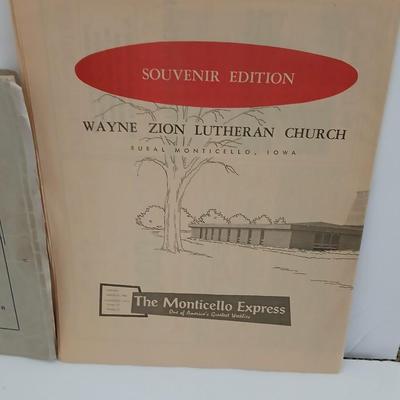 SOUVENIR EDITION
WAYNE ZION LUTHERAN CHURCH
RURAL MONTICELLO, IOWA
The Monticello Express
One of America's Greatest Weeklies